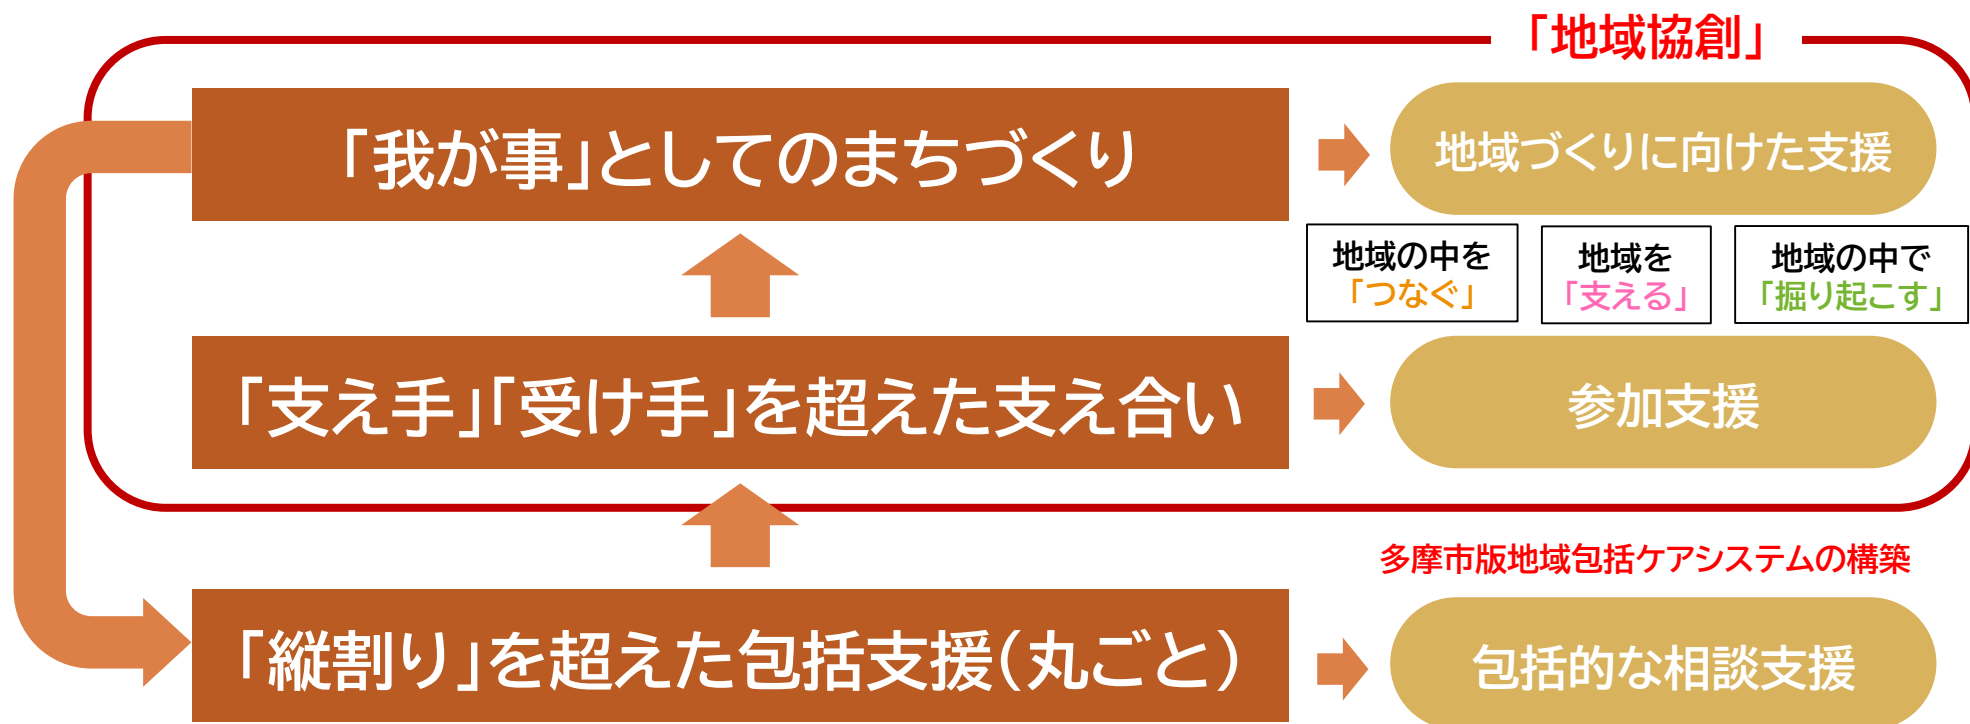 「地域協創」
「我が事」としてのまちづくり
地域づくりに向けた支援
地域の中を
「つなぐ」
地域を
「支える」
地域の中で
「掘り起こす」
「支え手」「受け手」を超えた支え合い
参加支援
多摩市版地域包括ケアシステムの構築
「縦割り」を超えた包括支援（丸ごと）
包括的な相談支援